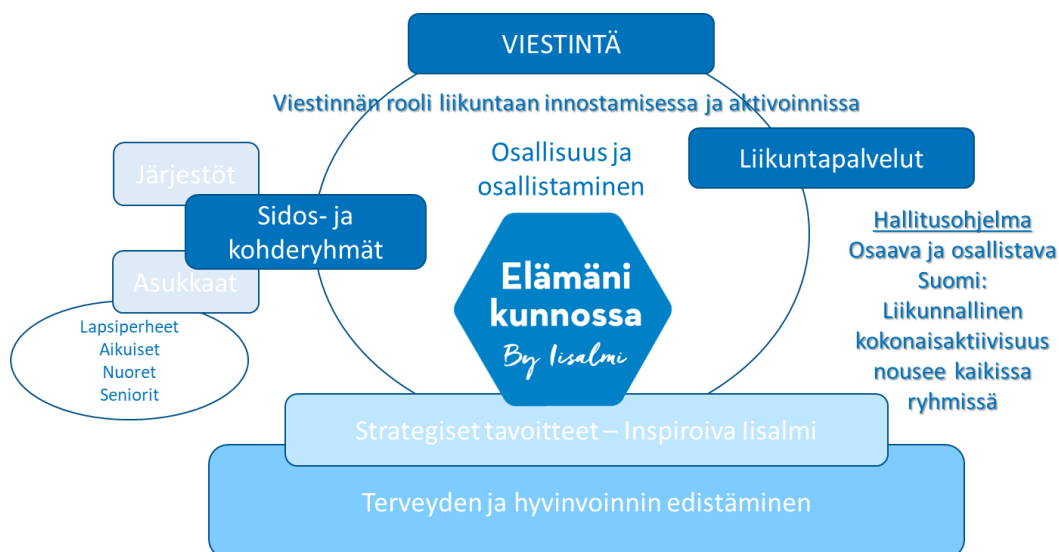 VIESTINTÄ
Viestinnän rooli liikuntaan innostamisessa ja aktivoinnissa
Osallisuus ja
osallistaminen
Liikuntapalvelut
Järjestöt
Sidos- ja
kohderyhmät
Asukkaat
Lapsiperheet
Aikuiset
Nuoret
Seniorit
Elämäni
kunnossa
By Iisalmi
Hallitusohjelma
Osaava ja osallistava
Suomi:
Liikunnallinen
kokonaisaktiivisuus
nousee kaikissa
ryhmissä
Strategiset tavoitteet – Inspiroiva Iisalmi
Terveyden ja hyvinvoinnin edistäminen